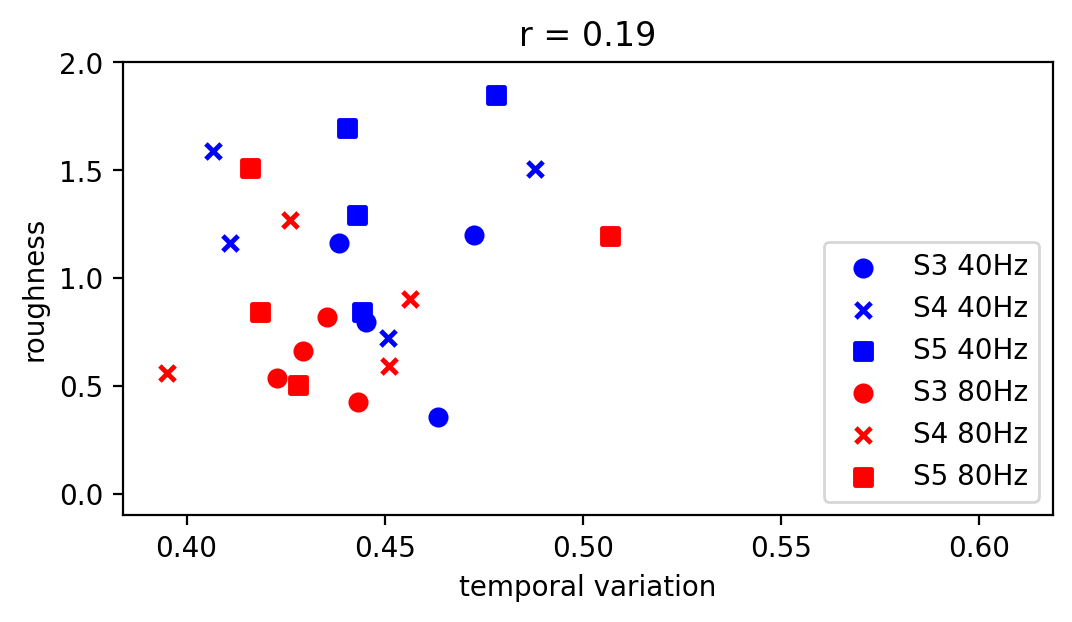 r = 0.19
2.0
1.5
1.0
0.5
0.0
roughness
S3 40Hz
S4 40Hz
S5 40Hz
S3 80Hz
S4 80Hz
S5 80Hz
0.40 0.45 0.50 0.55 0.60
temporal variation